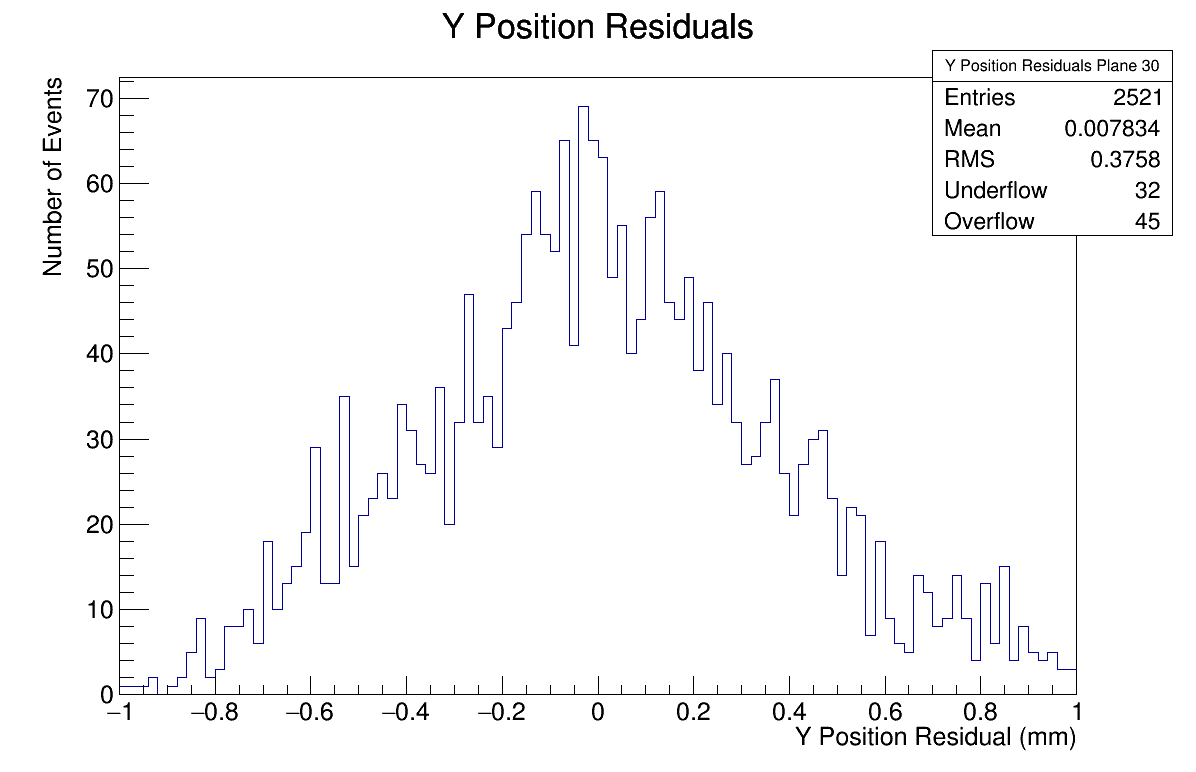 Y Position Residuals
Number of Events
Y Position Residuals Plane 30
Entries 2521
Mean 0.007834
RMS 0.3758
Underflow 32
Overflow 45
70
60
50
40
30
20
10
0
−1 −0.8 −0.6 −0.4 −0.2 0 0.2 0.4 0.6 0.8 1
Y Position Residual (mm)